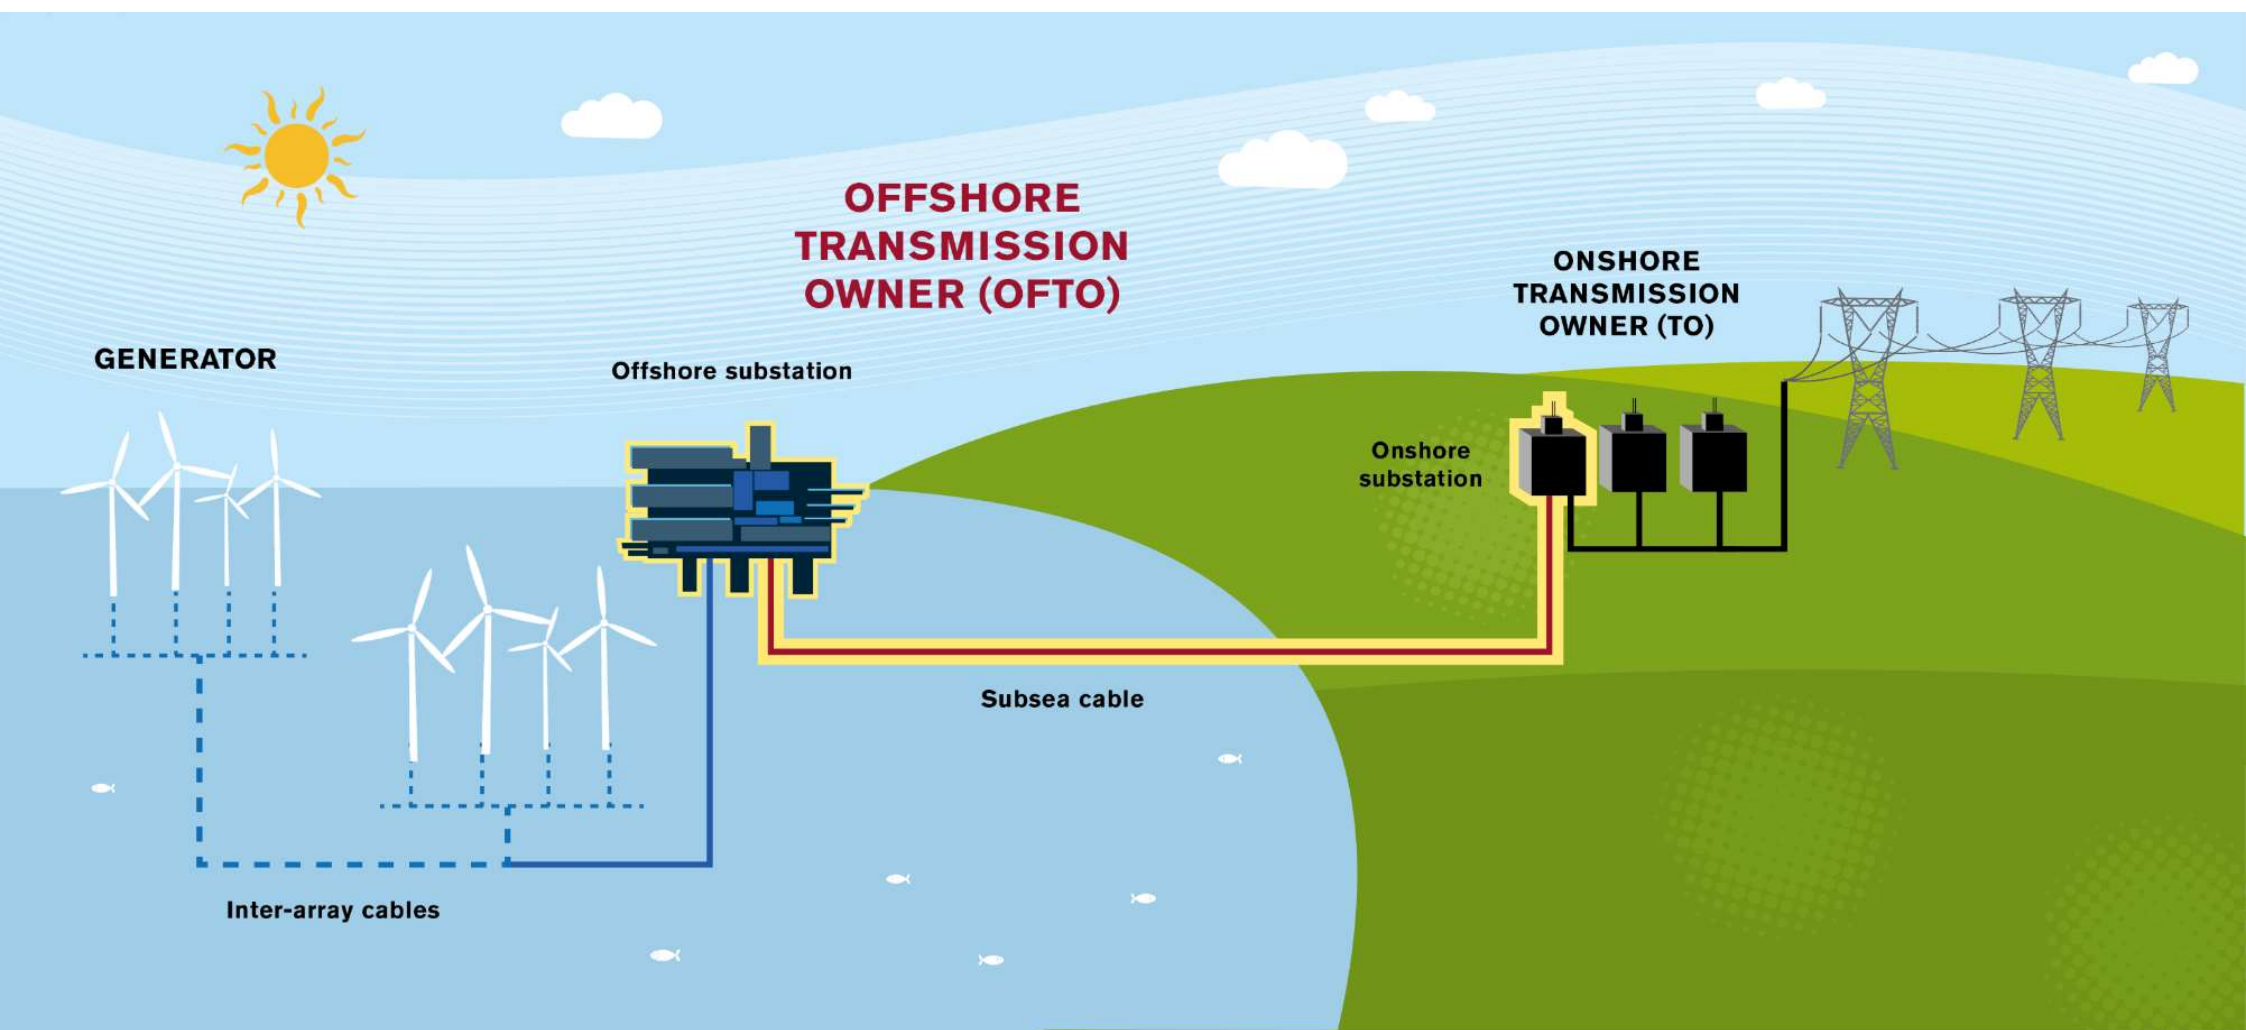 OFFSHORE
TRANSMISSION
OWNER (OFTO)
ONSHORE
TRANSMISSION
OWNER (TO)
GENERATOR
Offshore substation
Onshore
substation
Subsea cable
Inter-array cables